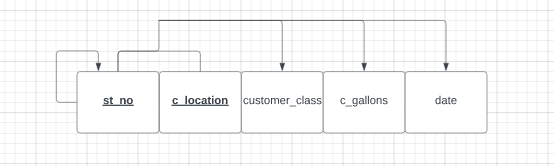 st_no c_location customer_class c_gallons date